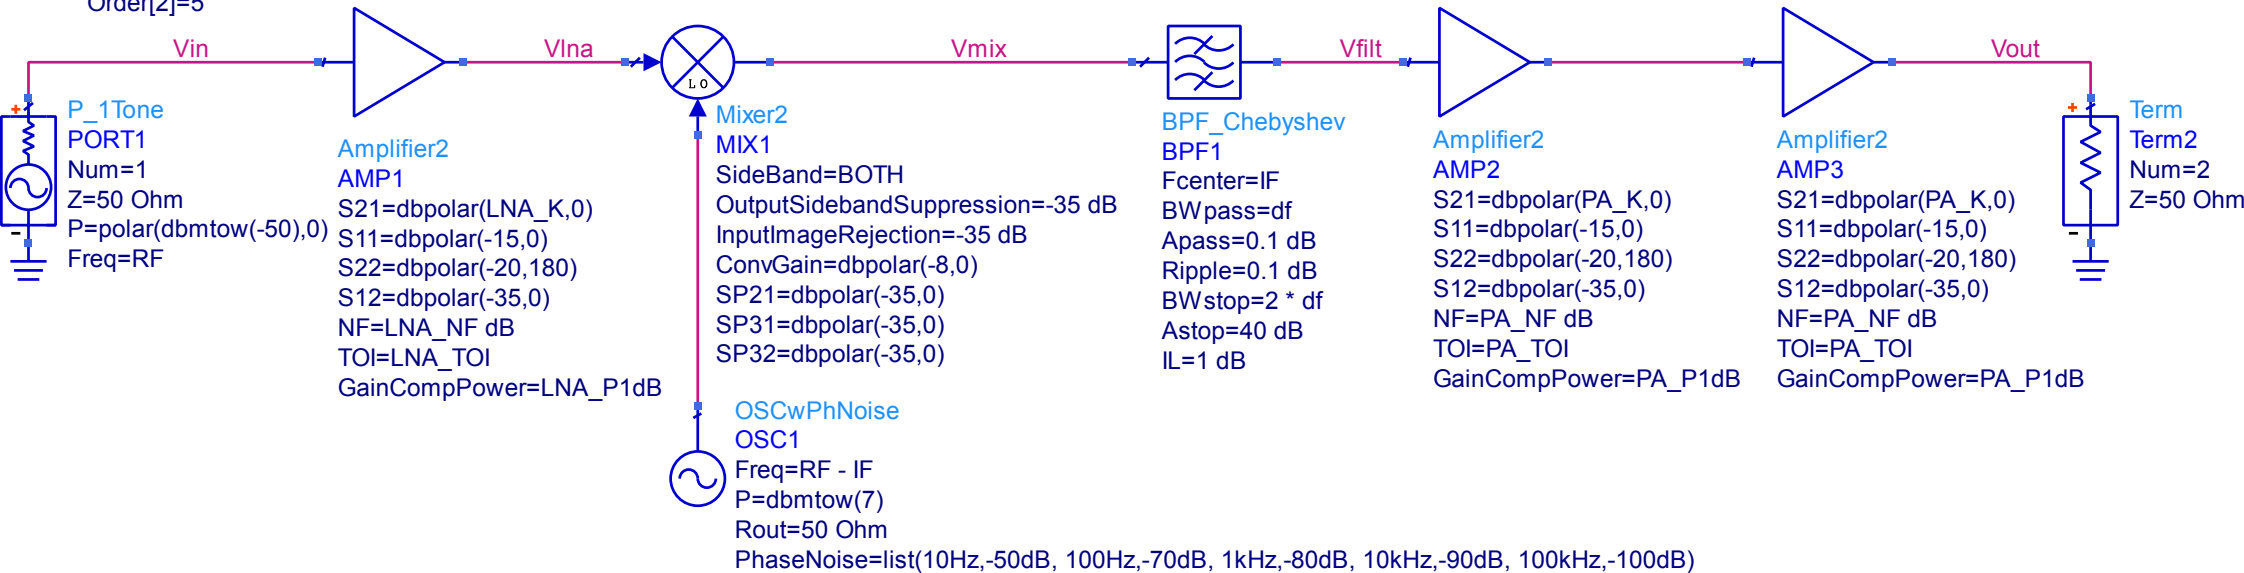 Order[2]=5
Vin
Vlna
Vmix
Vfilt
Vout
LO
P_1Tone
PORT1
Num=1
Z=50 Ohm
P=polar(dbmtow(-50),0)
Freq=RF
Amplifier2
AMP1
S21=dbpolar(LNA_K,0)
S11=dbpolar(-15,0)
S22=dbpolar(-20,180)
S12=dbpolar(-35,0)
NF=LNA_NF dB
TOI=LNA_TOI
GainCompPower=LNA_P1dB
Mixer2
MIX1
SideBand=BOTH
OutputSidebandSuppression=-35 dB
InputImageRejection=-35 dB
ConvGain=dbpolar(-8,0)
SP21=dbpolar(-35,0)
SP31=dbpolar(-35,0)
SP32=dbpolar(-35,0)
OSCwPhNoise
OSC1
Freq=RF - IF
P=dbmtow(7)
Rout=50 Ohm
PhaseNoise=list(10Hz,-50dB, 100Hz,-70dB, 1kHz,-80dB, 10kHz,-90dB, 100kHz,-100dB)
BPF_Chebyshev
BPF1
Fcenter=IF
BWpass=df
Apass=0.1 dB
Ripple=0.1 dB
BWstop=2 * df
Astop=40 dB
IL=1 dB
Amplifier2
AMP2
S21=dbpolar(PA_K,0)
S11=dbpolar(-15,0)
S22=dbpolar(-20,180)
S12=dbpolar(-35,0)
NF=PA_NF dB
TOI=PA_TOI
GainCompPower=PA_P1dB
Amplifier2
AMP3
S21=dbpolar(PA_K,0)
S11=dbpolar(-15,0)
S22=dbpolar(-20,180)
S12=dbpolar(-35,0)
NF=PA_NF dB
TOI=PA_TOI
GainCompPower=PA_P1dB
Term
Term2
Num=2
Z=50 Ohm